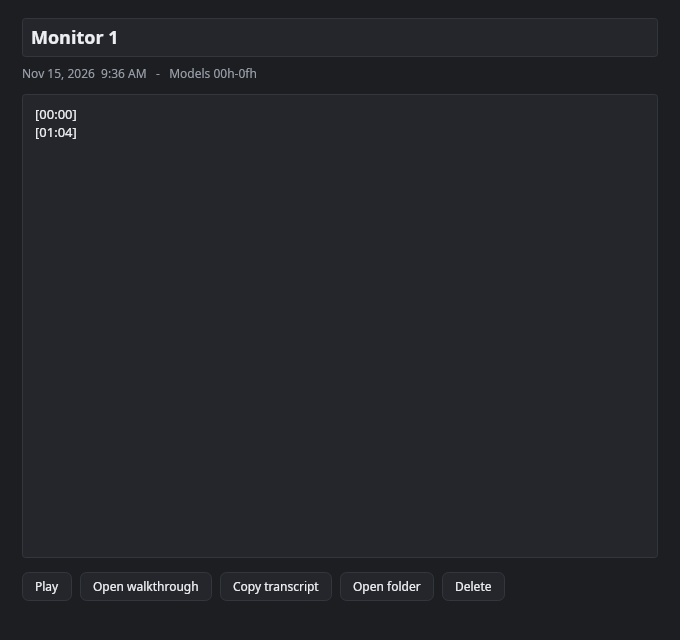 Monitor 1
Nov 15, 2026 9:36 AM - Models 00h-0fh
[00:00]
[01:04]
Play
Open walkthrough
Copy transcript
Open folder
Delete